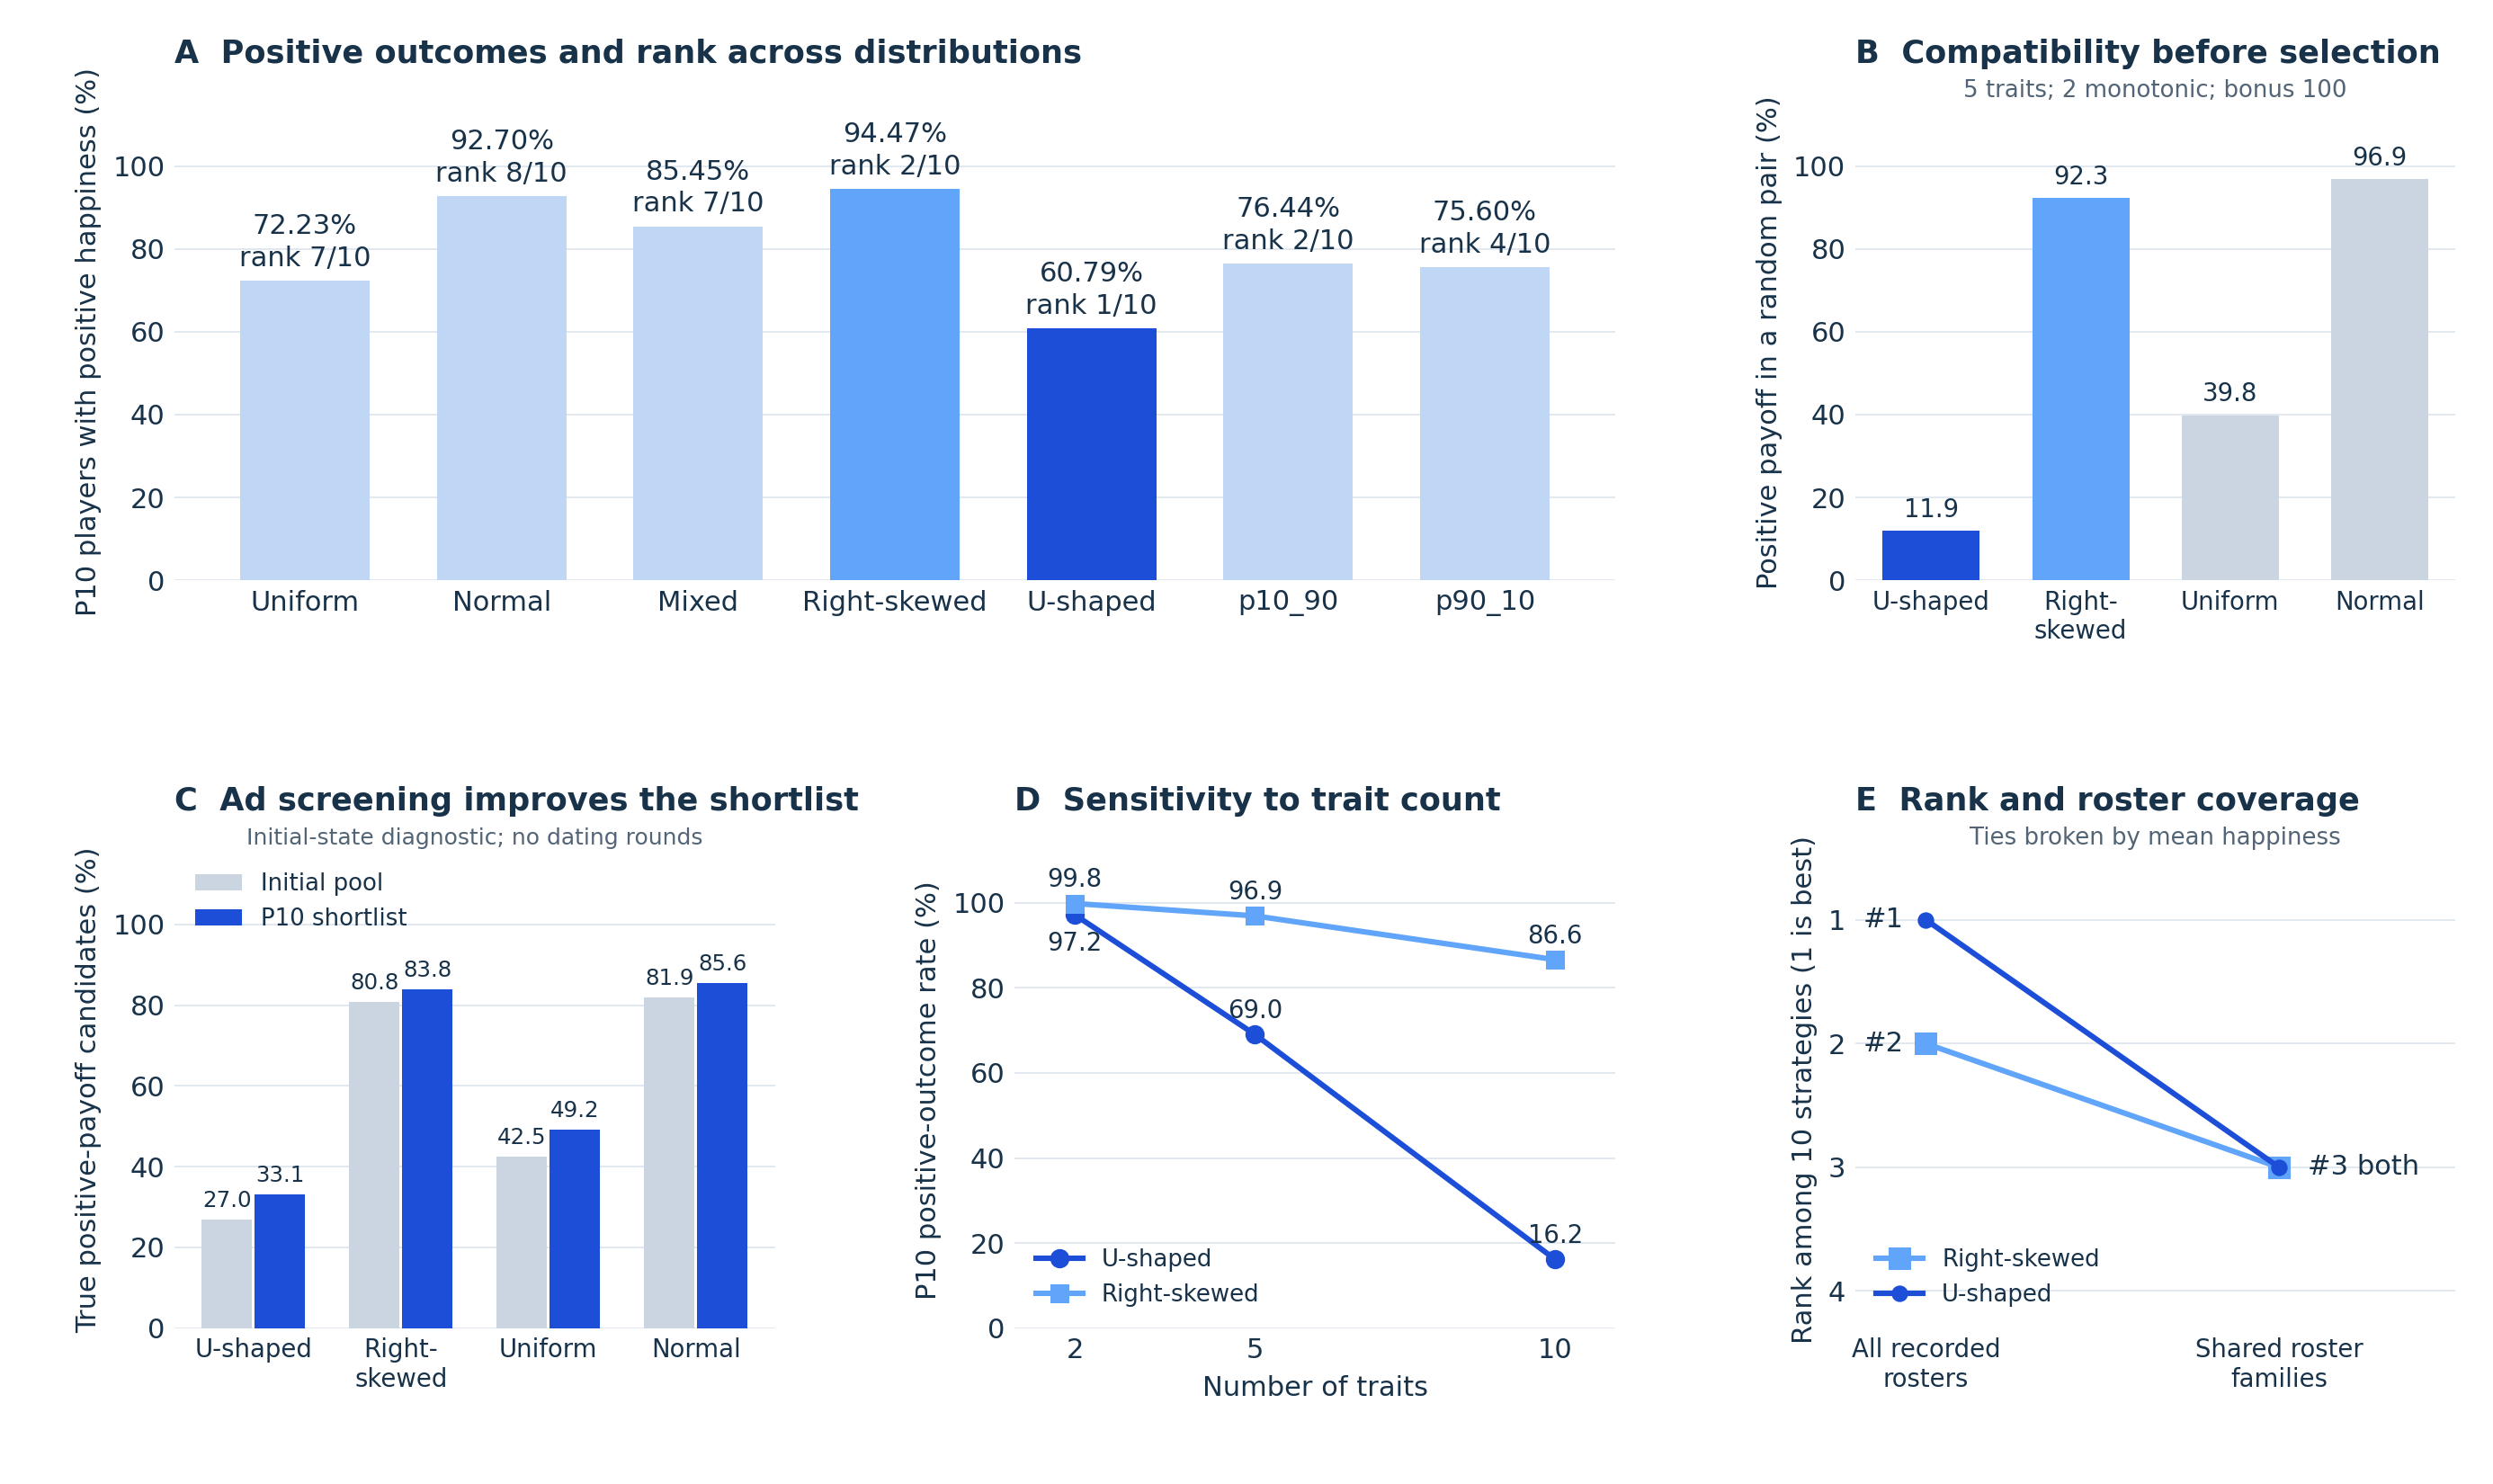 A Positive outcomes and rank across distributions
P10 players with positive happiness (%)
100
80
60
40
20
0
72.23%
rank 7/10
92.70%
rank 8/10
85.45%
rank 7/10
94.47%
rank 2/10
60.79%
rank 1/10
76.44%
rank 2/10
75.60%
rank 4/10
Uniform
Normal
Mixed
Right-skewed
U-shaped
p10_90
p90_10
B Compatibility before selection
5 traits; 2 monotonic; bonus 100
Positive payoff in a random pair (%)
100
80
60
40
20
0
11.9
92.3
39.8
96.9
U-shaped
Right-
skewed
Uniform
Normal
C Ad screening improves the shortlist
Initial-state diagnostic; no dating rounds
True positive-payoff candidates (%)
Initial pool
P10 shortlist
100
80
60
40
20
0
27.0
33.1
80.8
83.8
42.5
49.2
81.9
85.6
U-shaped
Right-
skewed
Uniform
Normal
D Sensitivity to trait count
P10 positive-outcome rate (%)
100
80
60
40
20
0
99.8
96.9
86.6
97.2
69.0
16.2
U-shaped
Right-skewed
2
5
10
Number of traits
E Rank and roster coverage
Ties broken by mean happiness
Rank among 10 strategies (1 is best)
1
2
3
4
#1
#2
#3 both
Right-skewed
U-shaped
All recorded
rosters
Shared roster
families